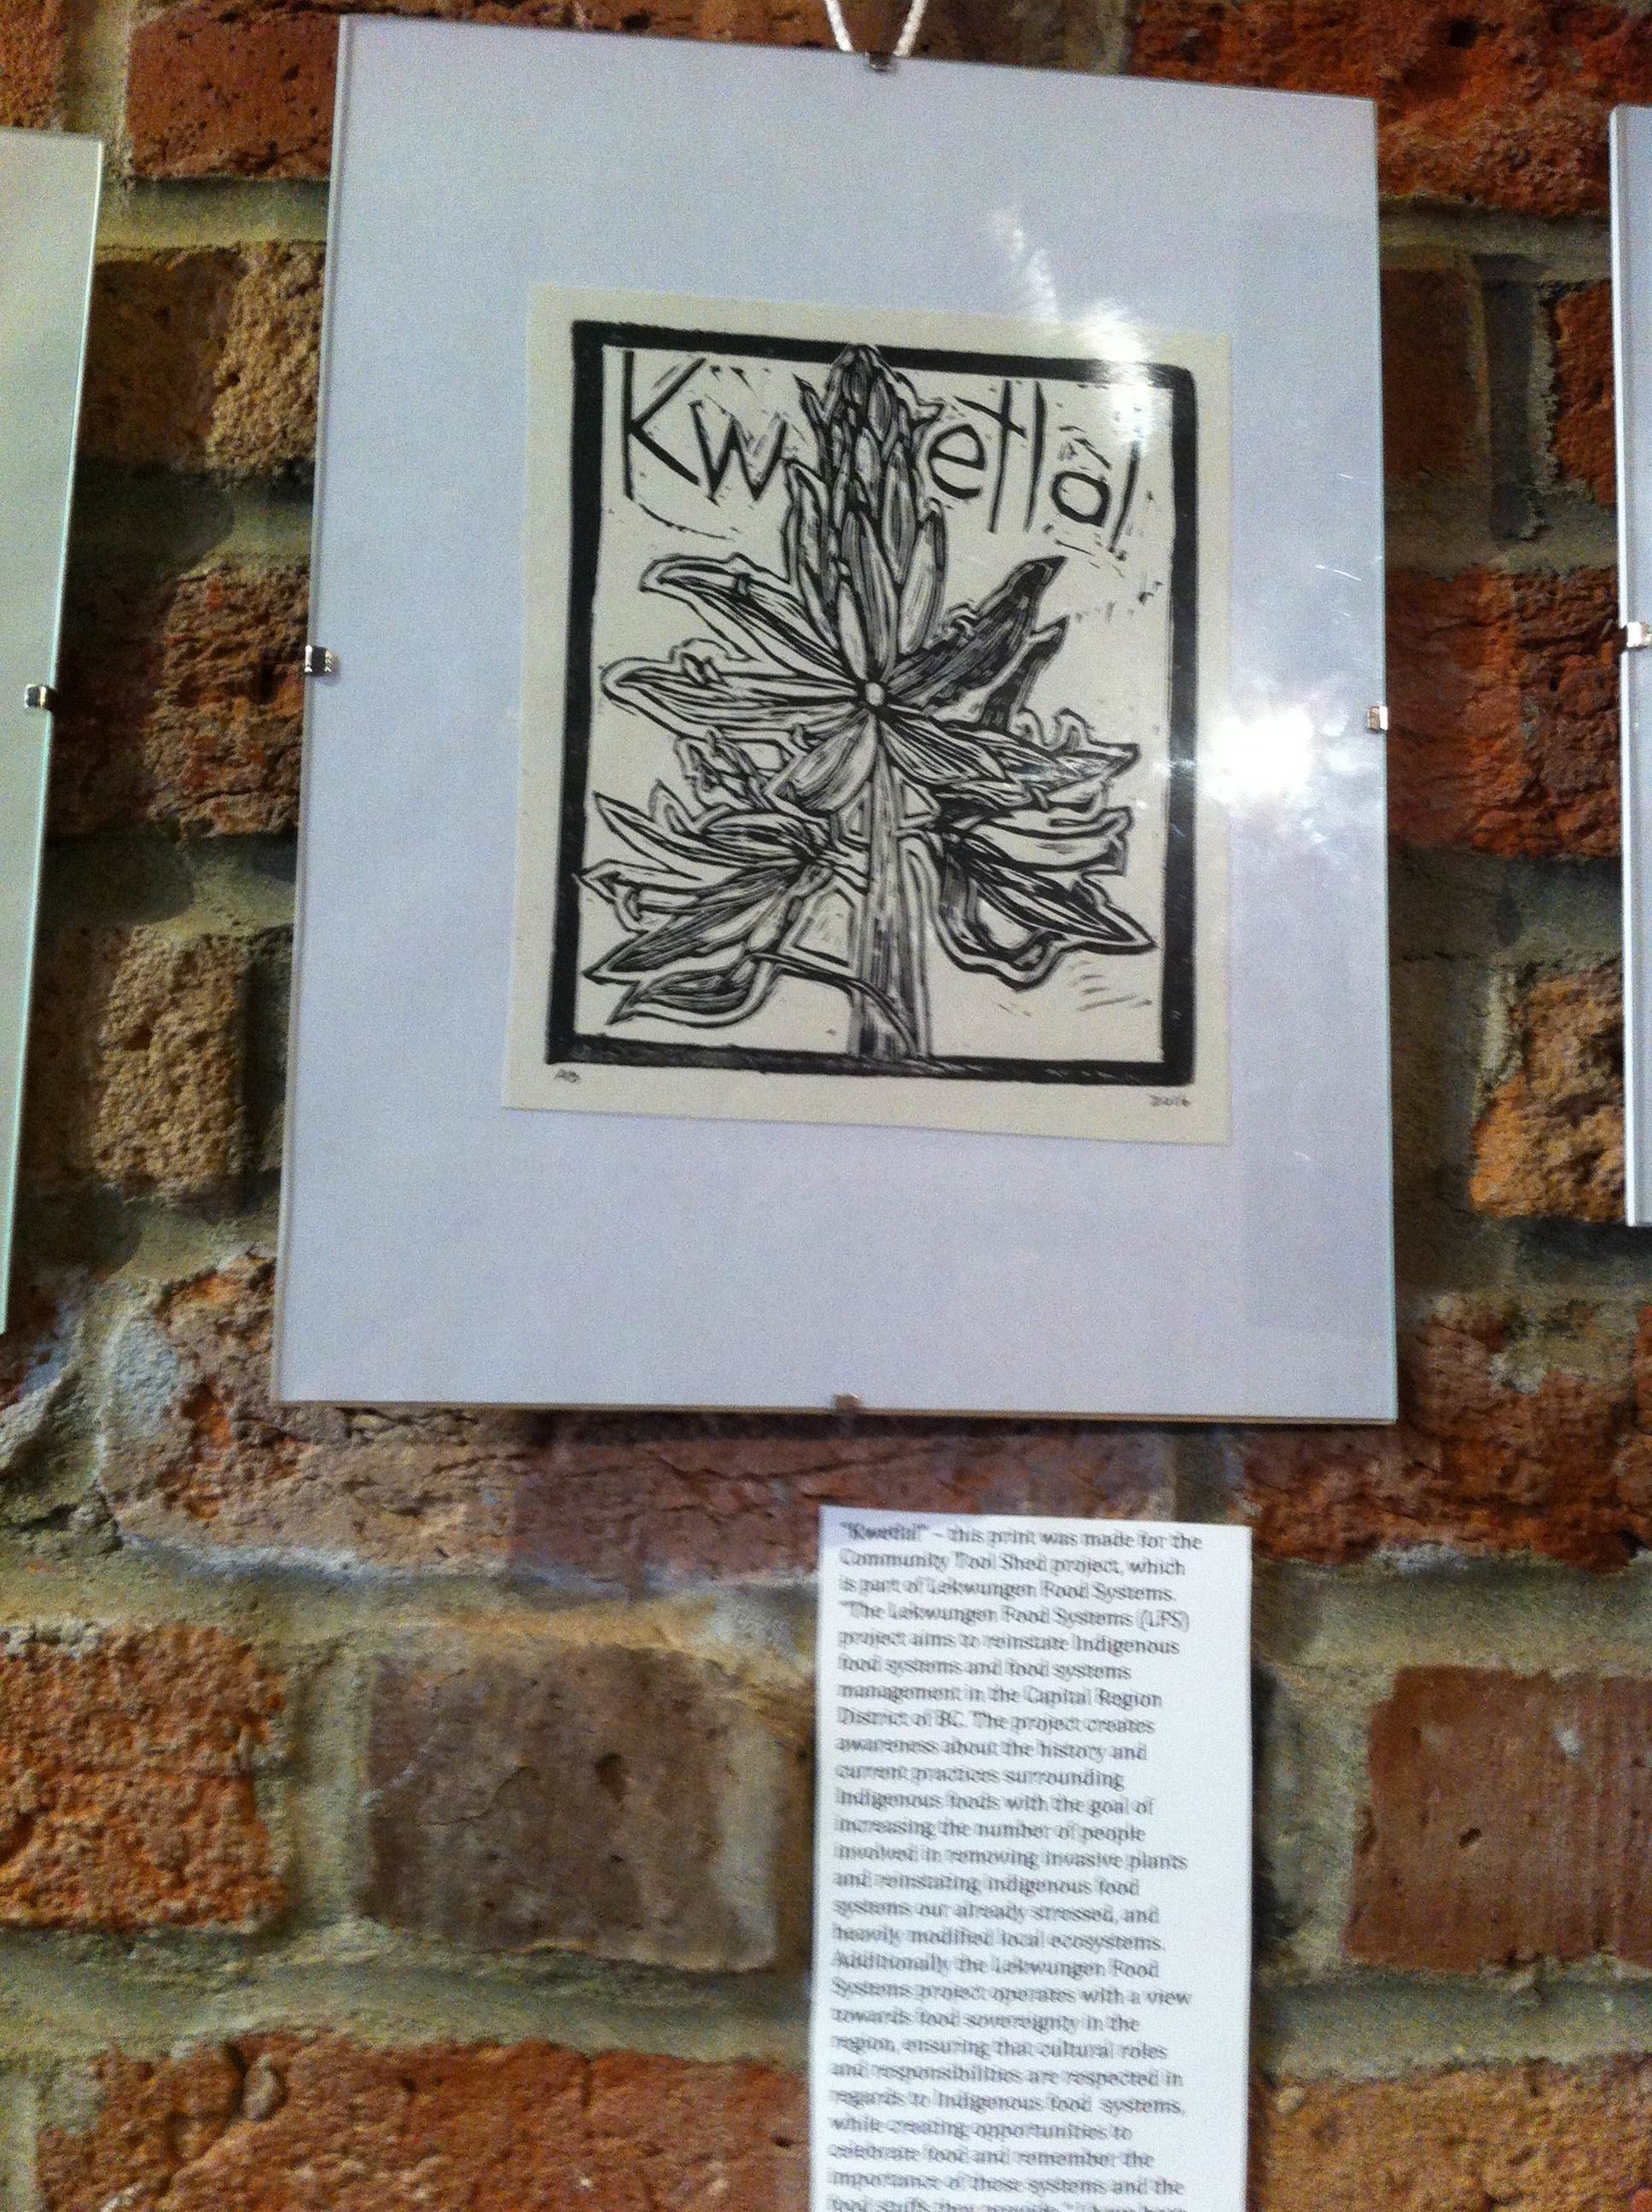 Kwetlal
AB
2016
"Kwetlal" – this print was made for the
Community Tool Shed project, which
is part of Lekwungen Food Systems.
"The Lekwungen Food Systems (LFS)
project aims to reinstate Indigenous
food systems and food systems
management in the Capital Region
District of BC. The project creates
awareness about the history and
current practices surrounding
Indigenous foods with the goal of
increasing the number of people
involved in removing invasive plants
and reinstating indigenous food
systems our already stressed, and
heavily modified local ecosystems.
Additionally the Lekwungen Food
Systems project operates with a view
towards food sovereignty in the
region, ensuring that cultural roles
and responsibilities are respected in
regards to Indigenous food systems,
while creating opportunities to
celebrate food and remember the
importance of these systems and the
food stuffs they provide."